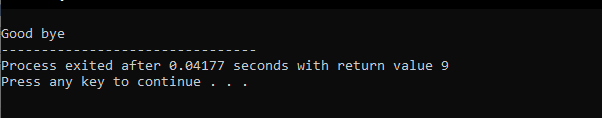 Good bye
--------------------------------
Process exited after 0.04177 seconds with return value 9
Press any key to continue . . .